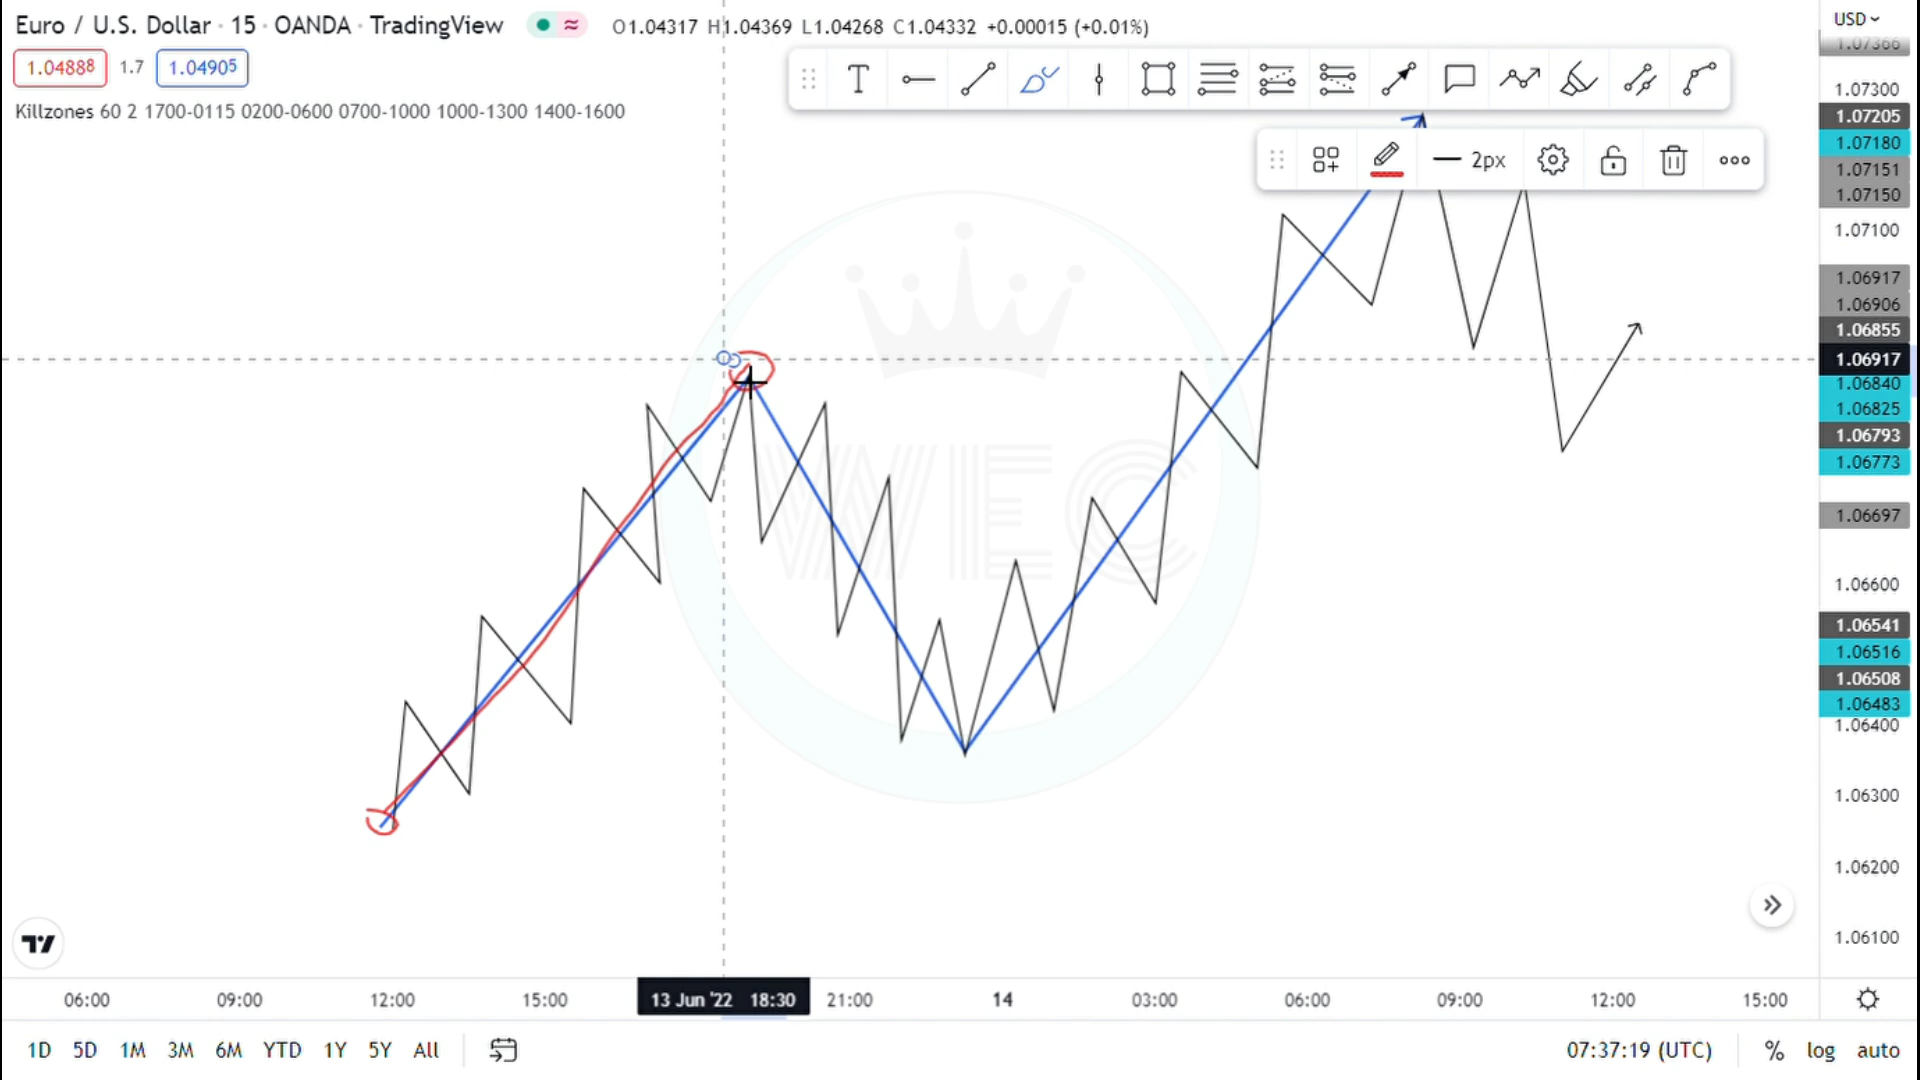 Euro / U.S. Dollar · 15 · OANDA · TradingView
O1.04317 H1.04369 L1.04268 C1.04332 +0.00015 (+0.01%)
USD
1.04888 1.7 1.04905
Killzones 60 2 1700-0115 0200-0600 0700-1000 1000-1300 1400-1600
T
2px
WEC
1.07366
1.07300
1.07205
1.07180
1.07151
1.07150
1.07100
1.06917
1.06906
1.06855
1.06917
1.06840
1.06825
1.06793
1.06773
1.06697
1.06600
1.06541
1.06516
1.06508
1.06483
1.06400
1.06300
1.06200
1.06100
06:00 09:00 12:00 15:00 13 Jun '22 18:30 21:00 14 03:00 06:00 09:00 12:00 15:00
1D 5D 1M 3M 6M YTD 1Y 5Y All
07:37:19 (UTC) % log auto